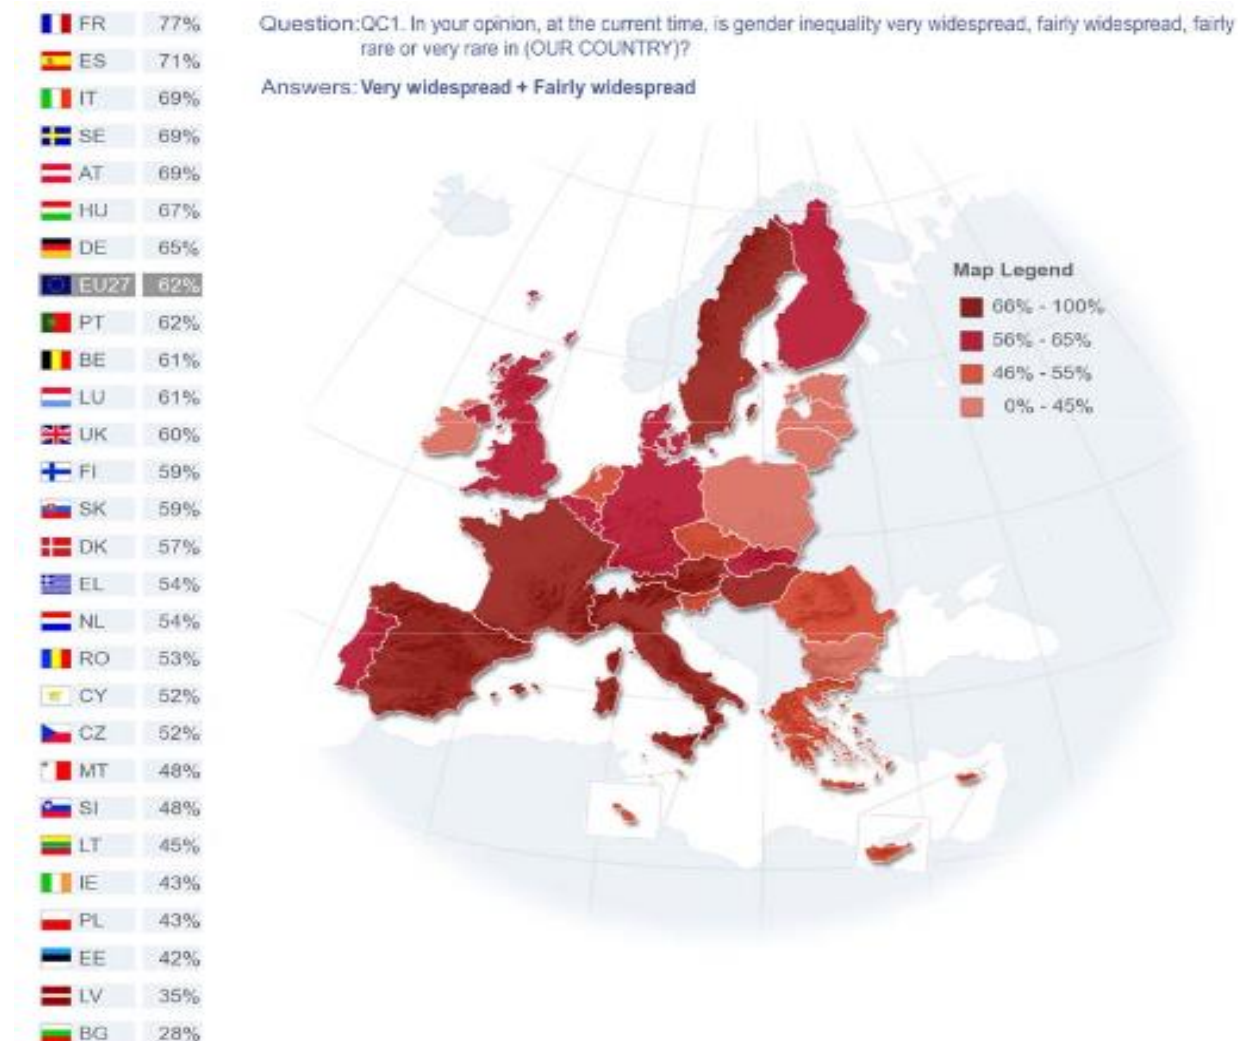 FR 77%
ES 71%
IT 69%
SE 69%
AT 69%
HU 67%
DE 65%
EU27 62%
PT 62%
BE 61%
LU 61%
UK 60%
FI 59%
SK 59%
DK 57%
EL 54%
NL 54%
RO 53%
CY 52%
CZ 52%
MT 48%
SI 48%
LT 45%
IE 43%
PL 43%
EE 42%
LV 35%
BG 28%
Question:QC1. In your opinion, at the current time, is gender inequality very widespread, fairly widespread, fairly
rare or very rare in (OUR COUNTRY)?
Answers: Very widespread + Fairly widespread
Map Legend
66% - 100%
56% - 65%
46% - 55%
0% - 45%